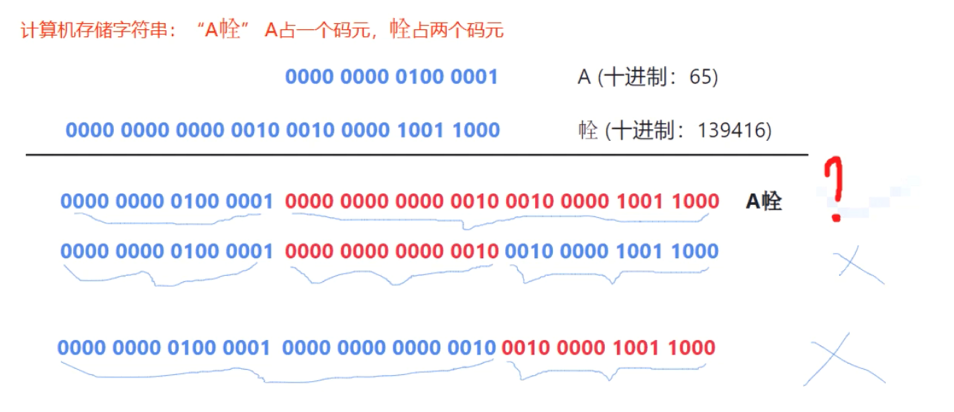 计算机存储字符串：“A𢂘” A占一个码元，𢂘占两个码元
0000 0000 0100 0001 A (十进制：65)
0000 0000 0000 0010 0010 0000 1001 1000 𢂘 (十进制：139416)
0000 0000 0100 0001 0000 0000 0000 0010 0010 0000 1001 1000 A𢂘 ?
0000 0000 0100 0001 0000 0000 0000 0010 0010 0000 1001 1000
0000 0000 0100 0001 0000 0000 0000 0010 0010 0000 1001 1000